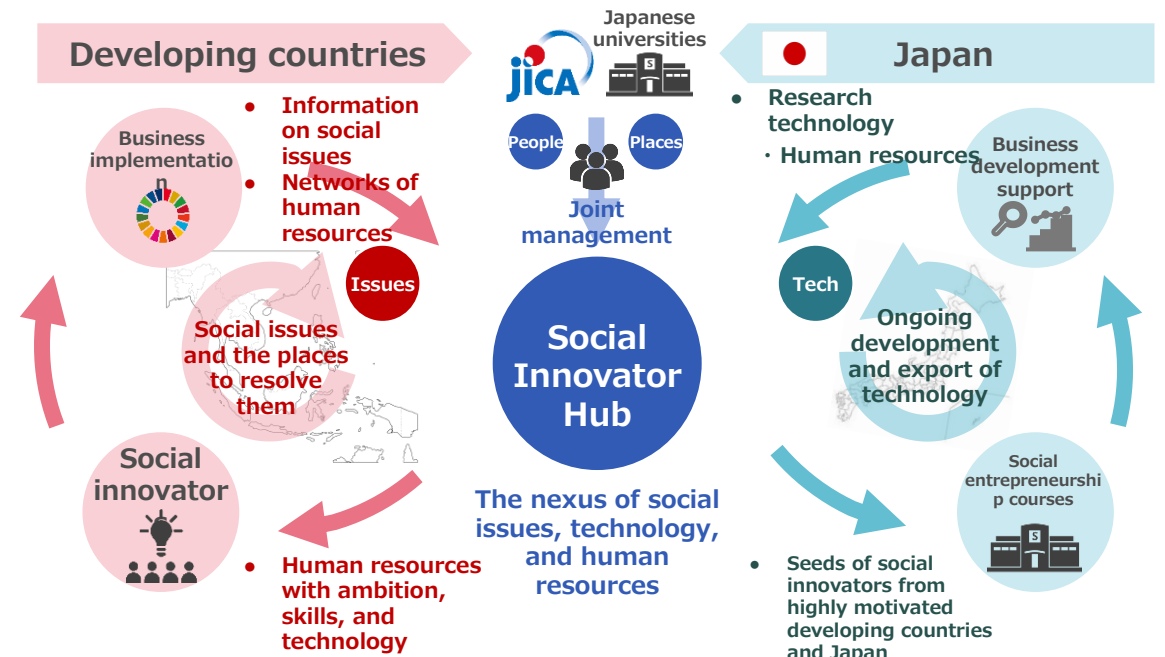 Developing countries
Japanese
universities
JICA
S
Japan
Information
on social
issues
Networks of
human
resources
Business
implementatio
n
People
Places
Joint
management
Research
technology
・Human resources
Business
development
support
Issues
Tech
Social issues
and the places
to resolve
them
Social
Innovator
Hub
Ongoing
development
and export of
technology
Social
innovator
The nexus of social
issues, technology,
and human
resources
Social
entrepreneurshi
p courses
S
Human resources
with ambition,
skills, and
technology
Seeds of social
innovators from
highly motivated
developing countries
and Japan